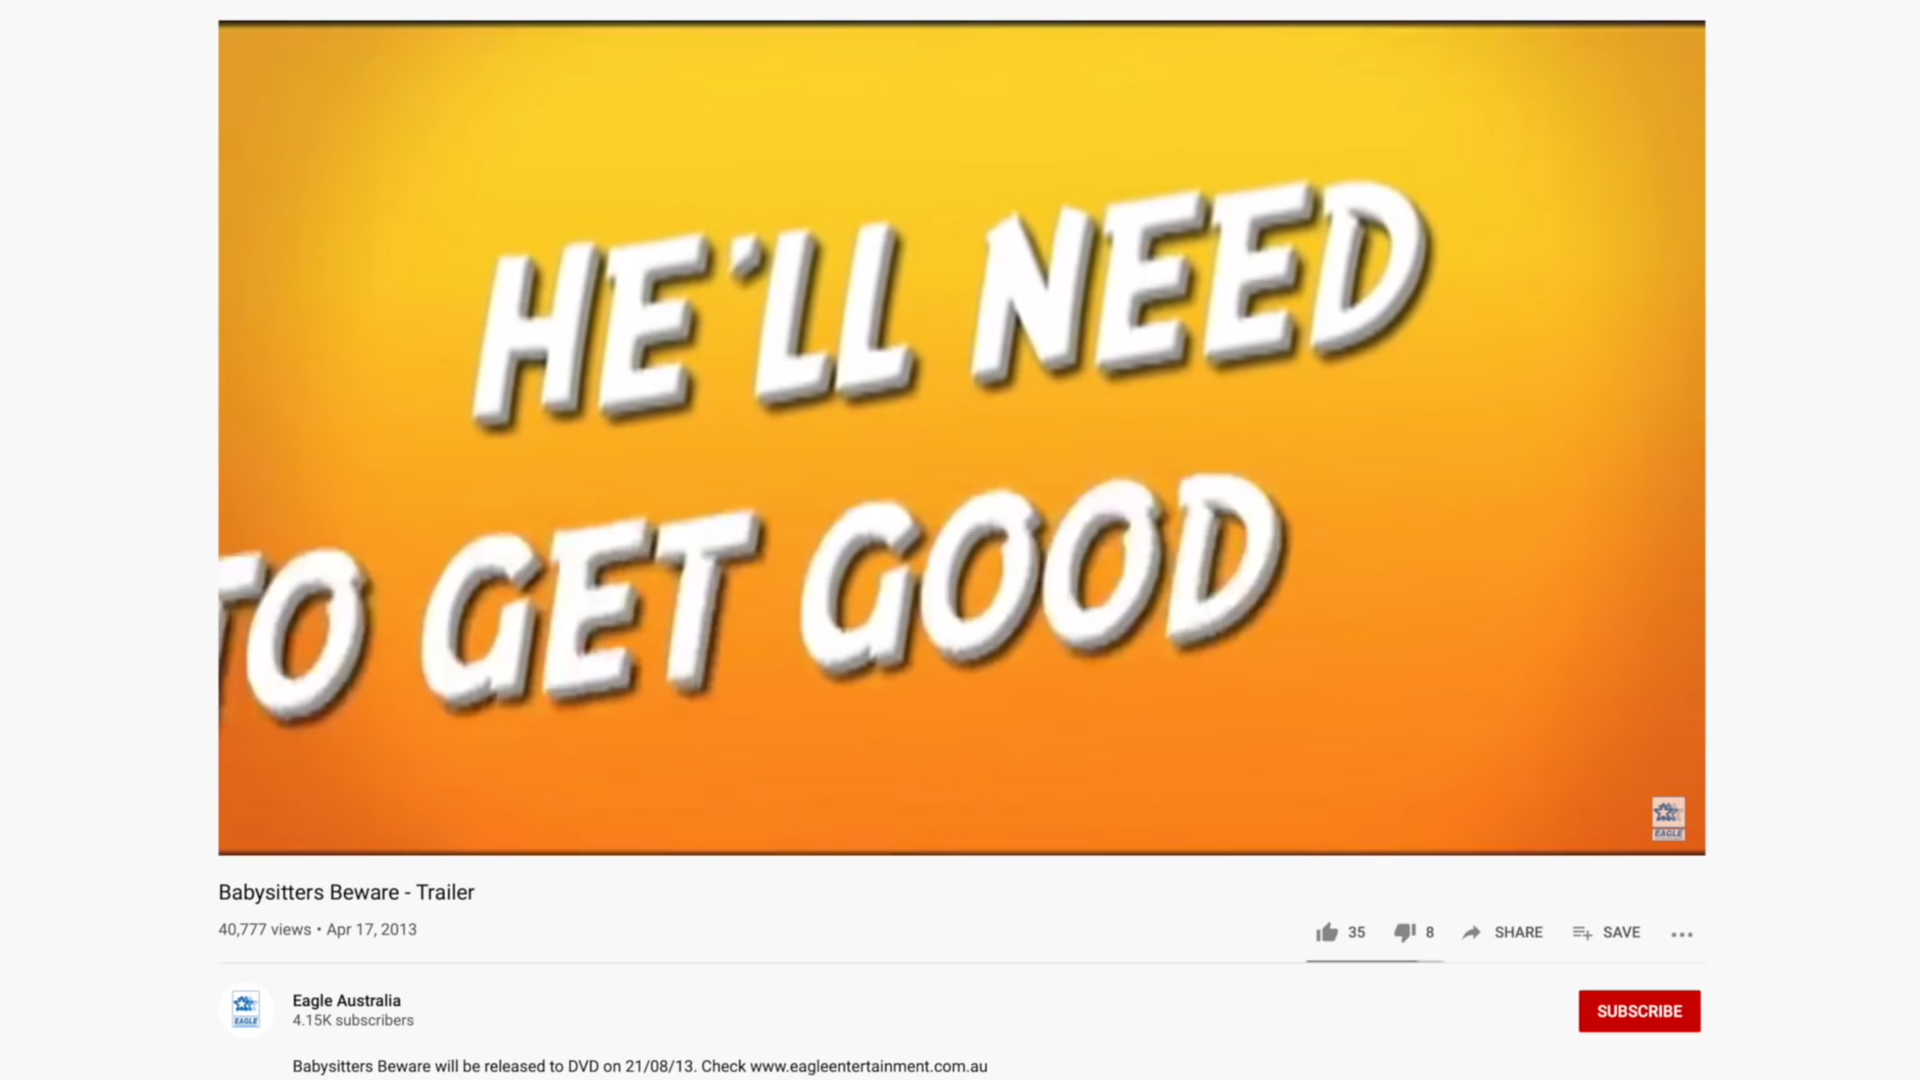 HE'LL NEED
TO GET GOOD
EAGLE
Babysitters Beware - Trailer
40,777 views • Apr 17, 2013
35 8 SHARE SAVE
Eagle Australia
EAGLE
4.15K subscribers
SUBSCRIBE
Babysitters Beware will be released to DVD on 21/08/13. Check www.eagleentertainment.com.au